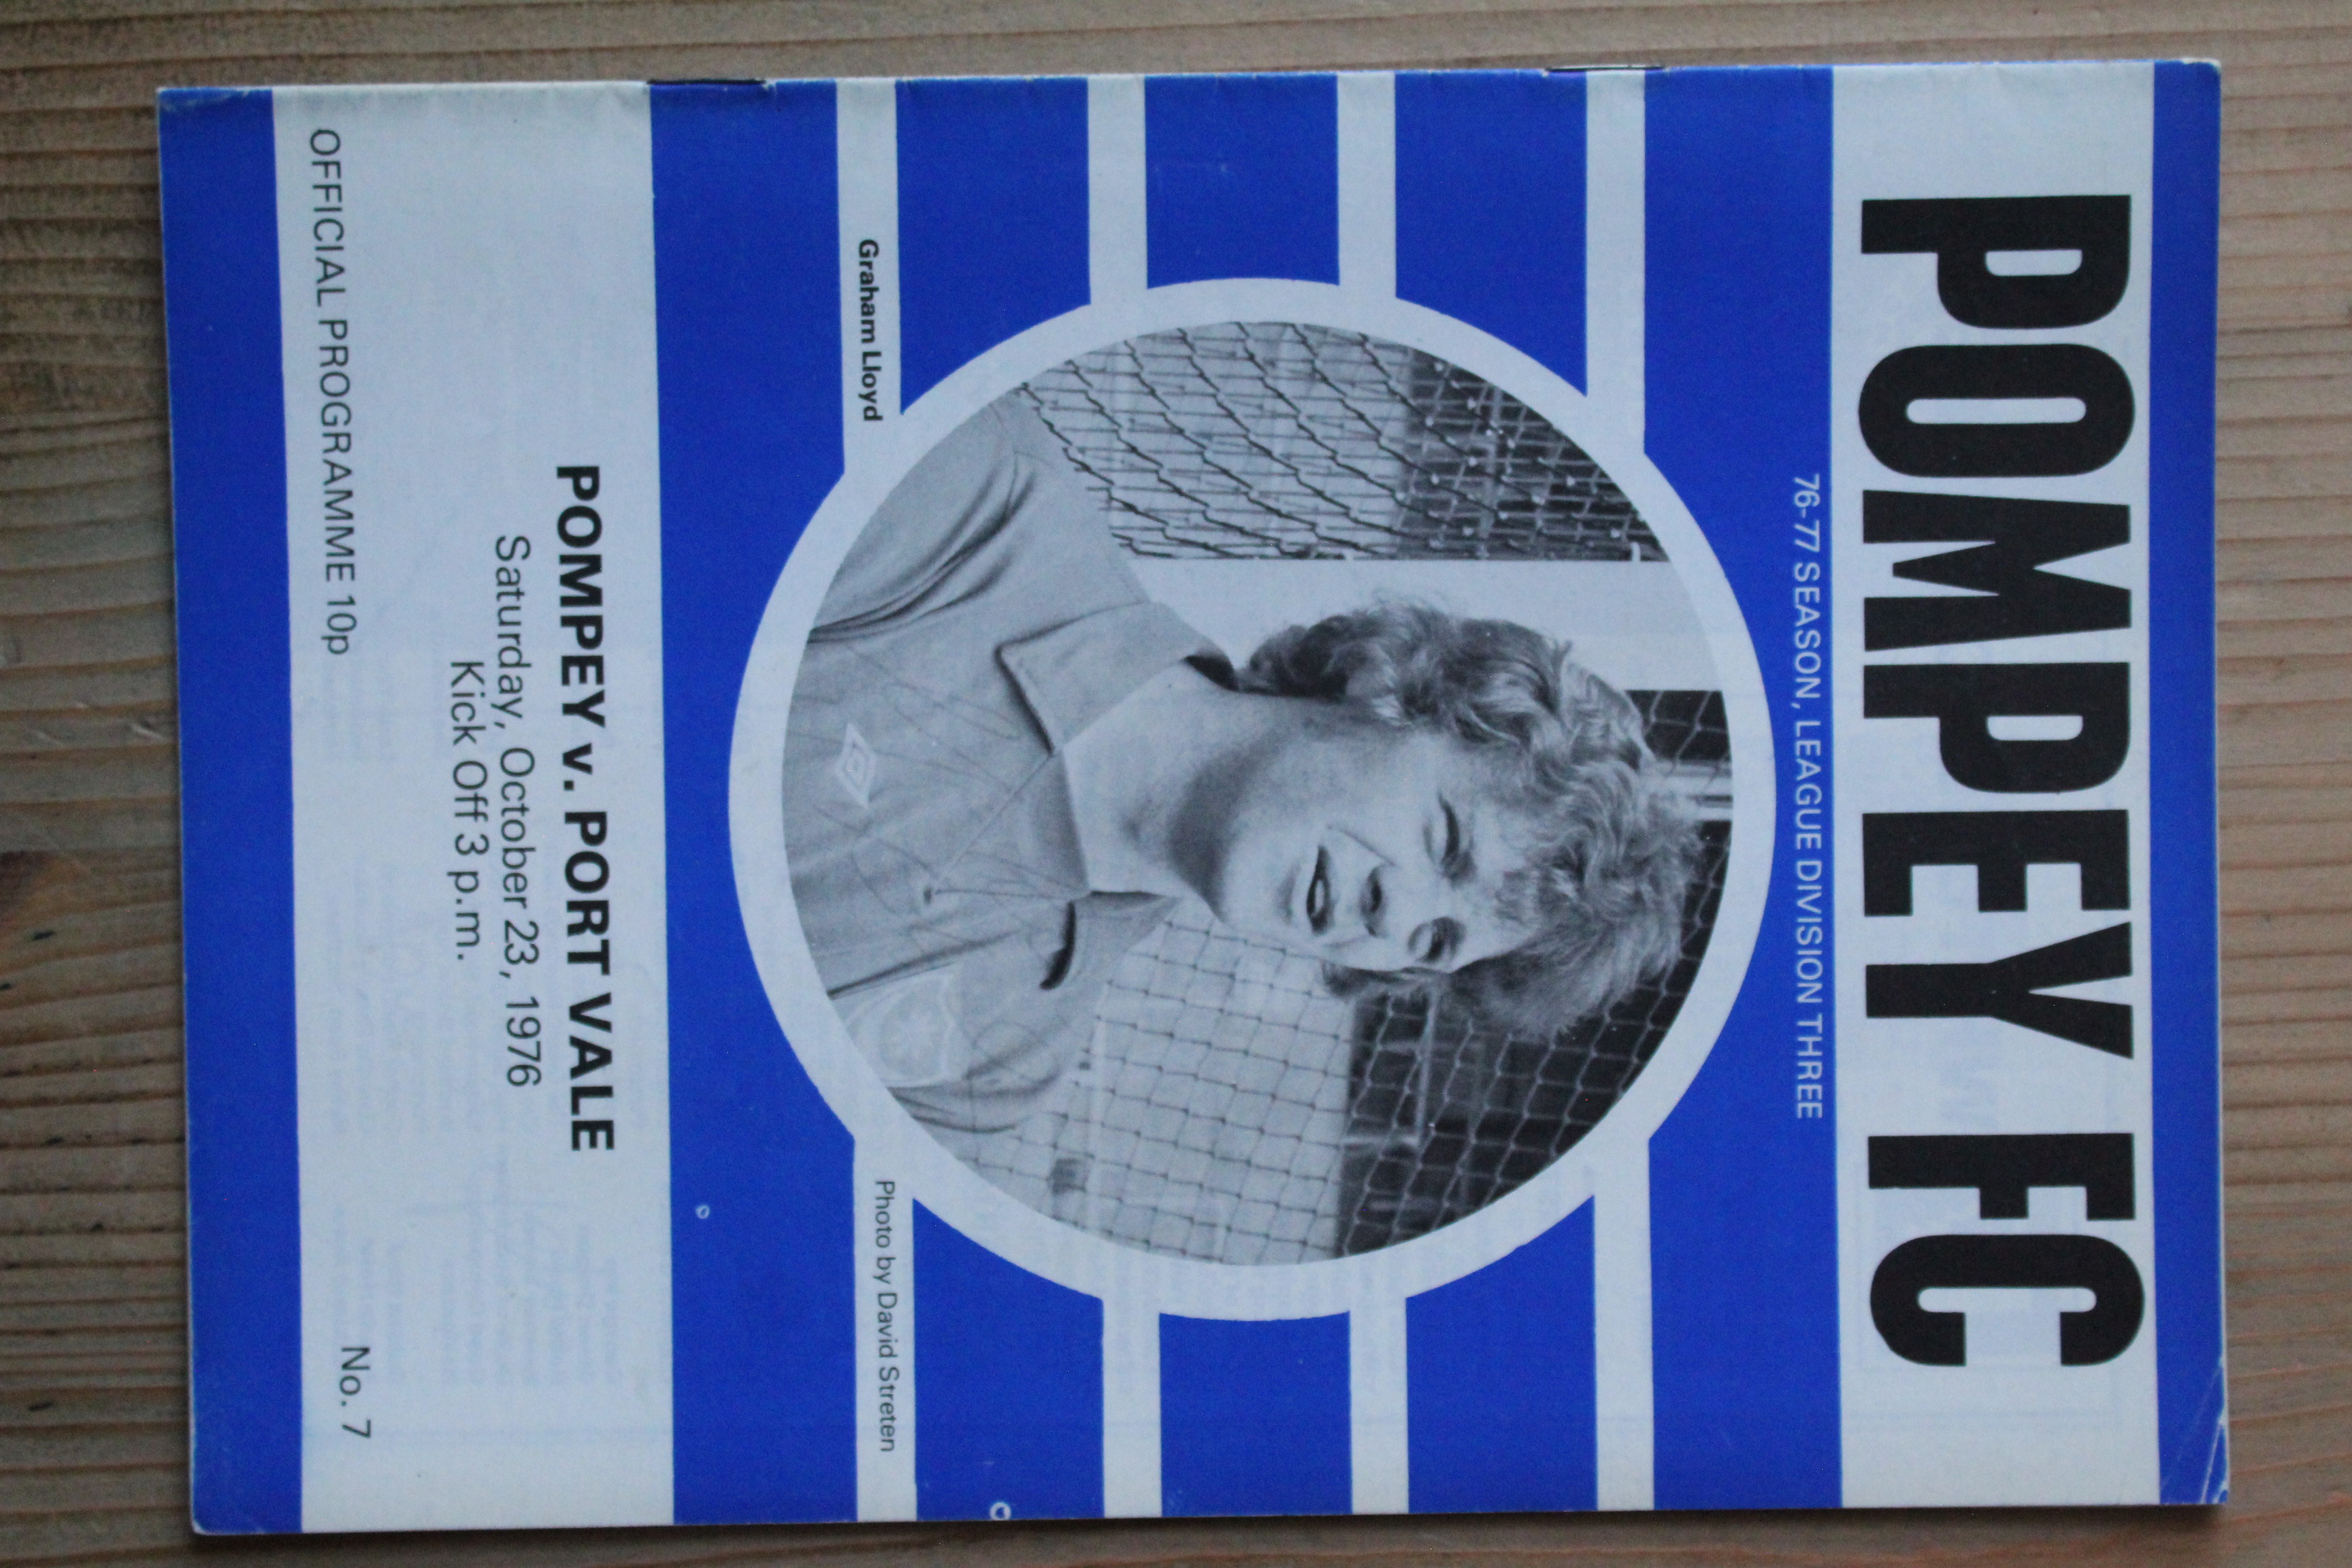 POMPEY FC
76-77 SEASON, LEAGUE DIVISION THREE
Graham Lloyd
Photo by David Streten
POMPEY v. PORT VALE
Saturday, October 23, 1976
Kick Off 3 p.m.
OFFICIAL PROGRAMME 10p
No. 7